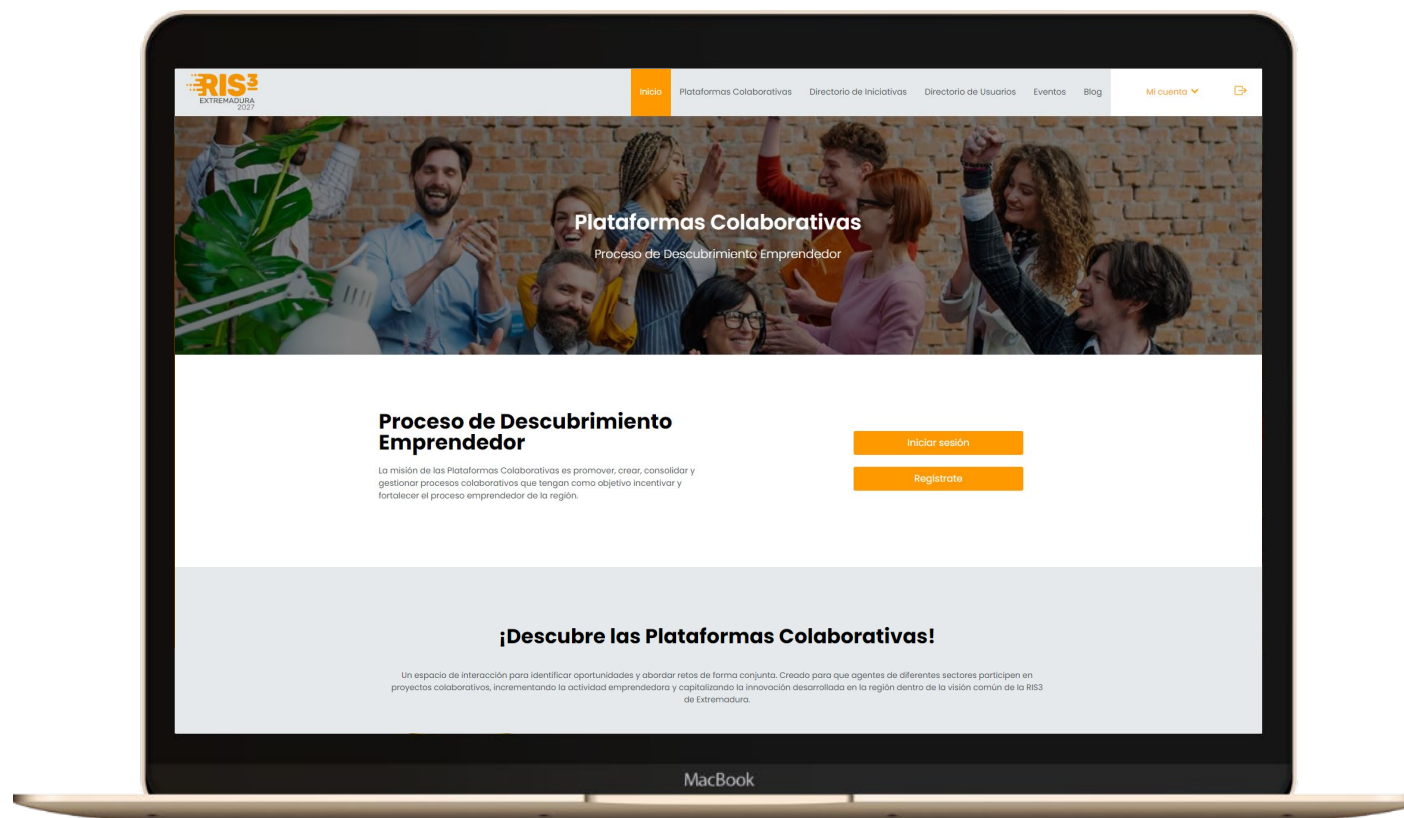 RIS3
EXTREMADURA
2027
Inicio Plataformas Colaborativas Directorio de Iniciativas Directorio de Usuarios Eventos Blog Mi cuenta
Plataformas Colaborativas
Proceso de Descubrimiento Emprendedor
Proceso de Descubrimiento
Emprendedor
La misión de las Plataformas Colaborativas es promover, crear, consolidar y
gestionar procesos colaborativos que tengan como objetivo incentivar y
fortalecer el proceso emprendedor de la región.
Iniciar sesión
Regístrate
¡Descubre las Plataformas Colaborativas!
Un espacio de interacción para identificar oportunidades y abordar retos de forma conjunta. Creado para que agentes de diferentes sectores participen en
proyectos colaborativos, incrementando la actividad emprendedora y capitalizando la innovación desarrollada en la región dentro de la visión común de la RIS3
de Extremadura.
MacBook